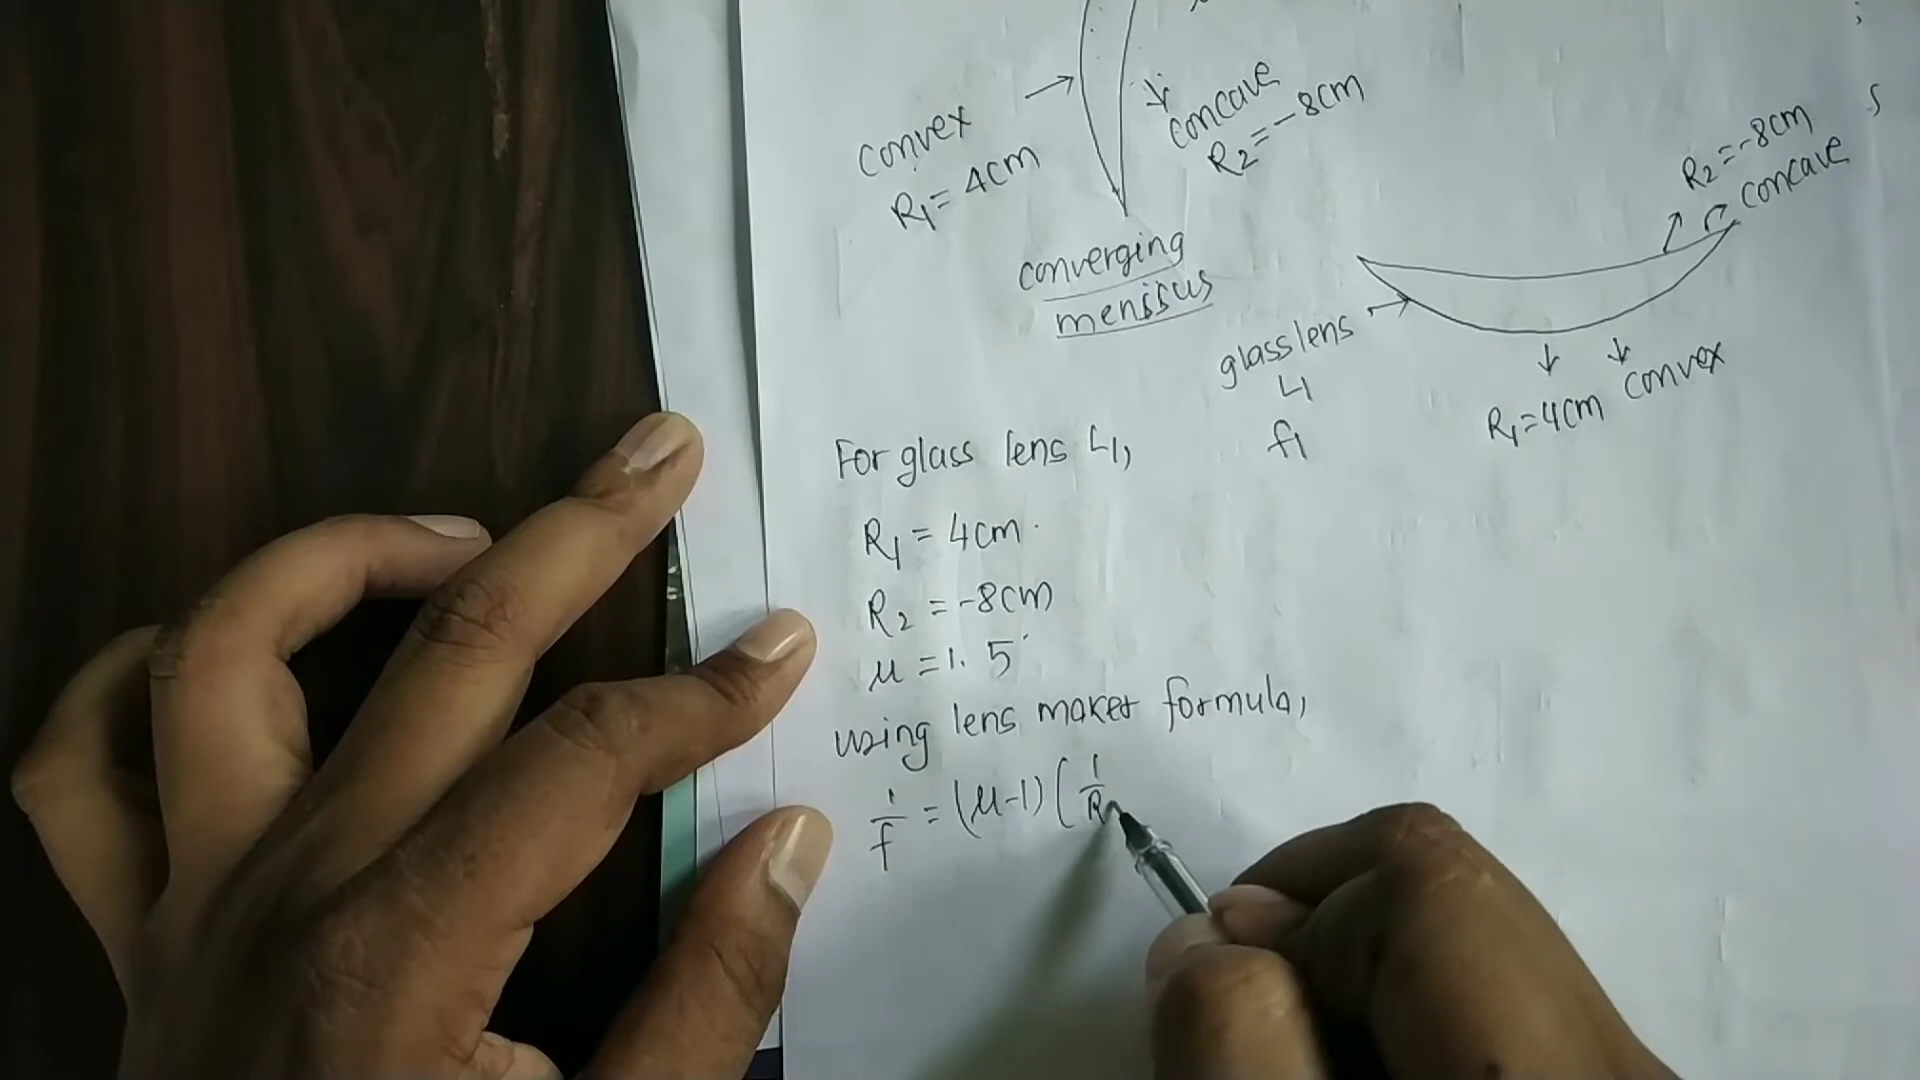 convex
R1 = 4cm
concave
R2 = -8cm
converging
menisus
R2 = -8cm
concave
glass lens
L1
f1
R1 = 4cm convex
For glass lens L1,
R1 = 4cm.
R2 = -8cm
μ = 1.5
using lens maker formula,
1/f = (μ-1) ( 1/R